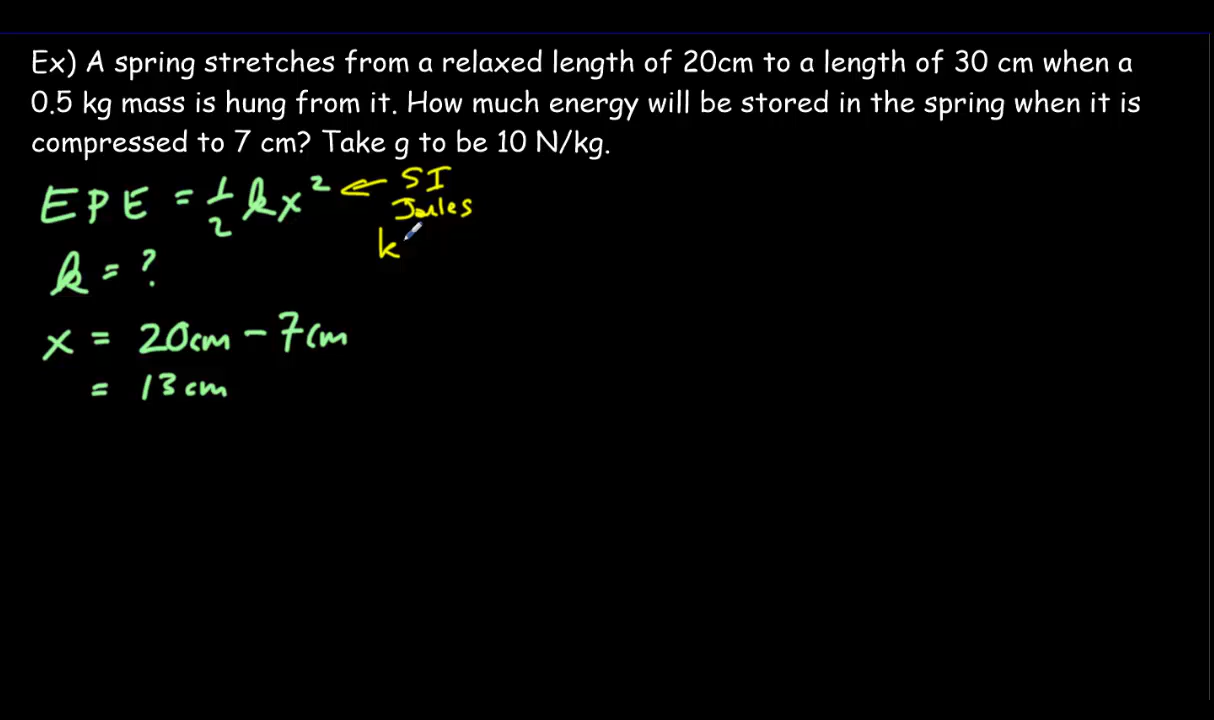 Ex) A spring stretches from a relaxed length of 20cm to a length of 30 cm when a
0.5 kg mass is hung from it. How much energy will be stored in the spring when it is
compressed to 7 cm? Take g to be 10 N/kg.
EPE = 1/2 kx² ← SI
Joules
k
k = ?
x = 20cm - 7cm
= 13cm